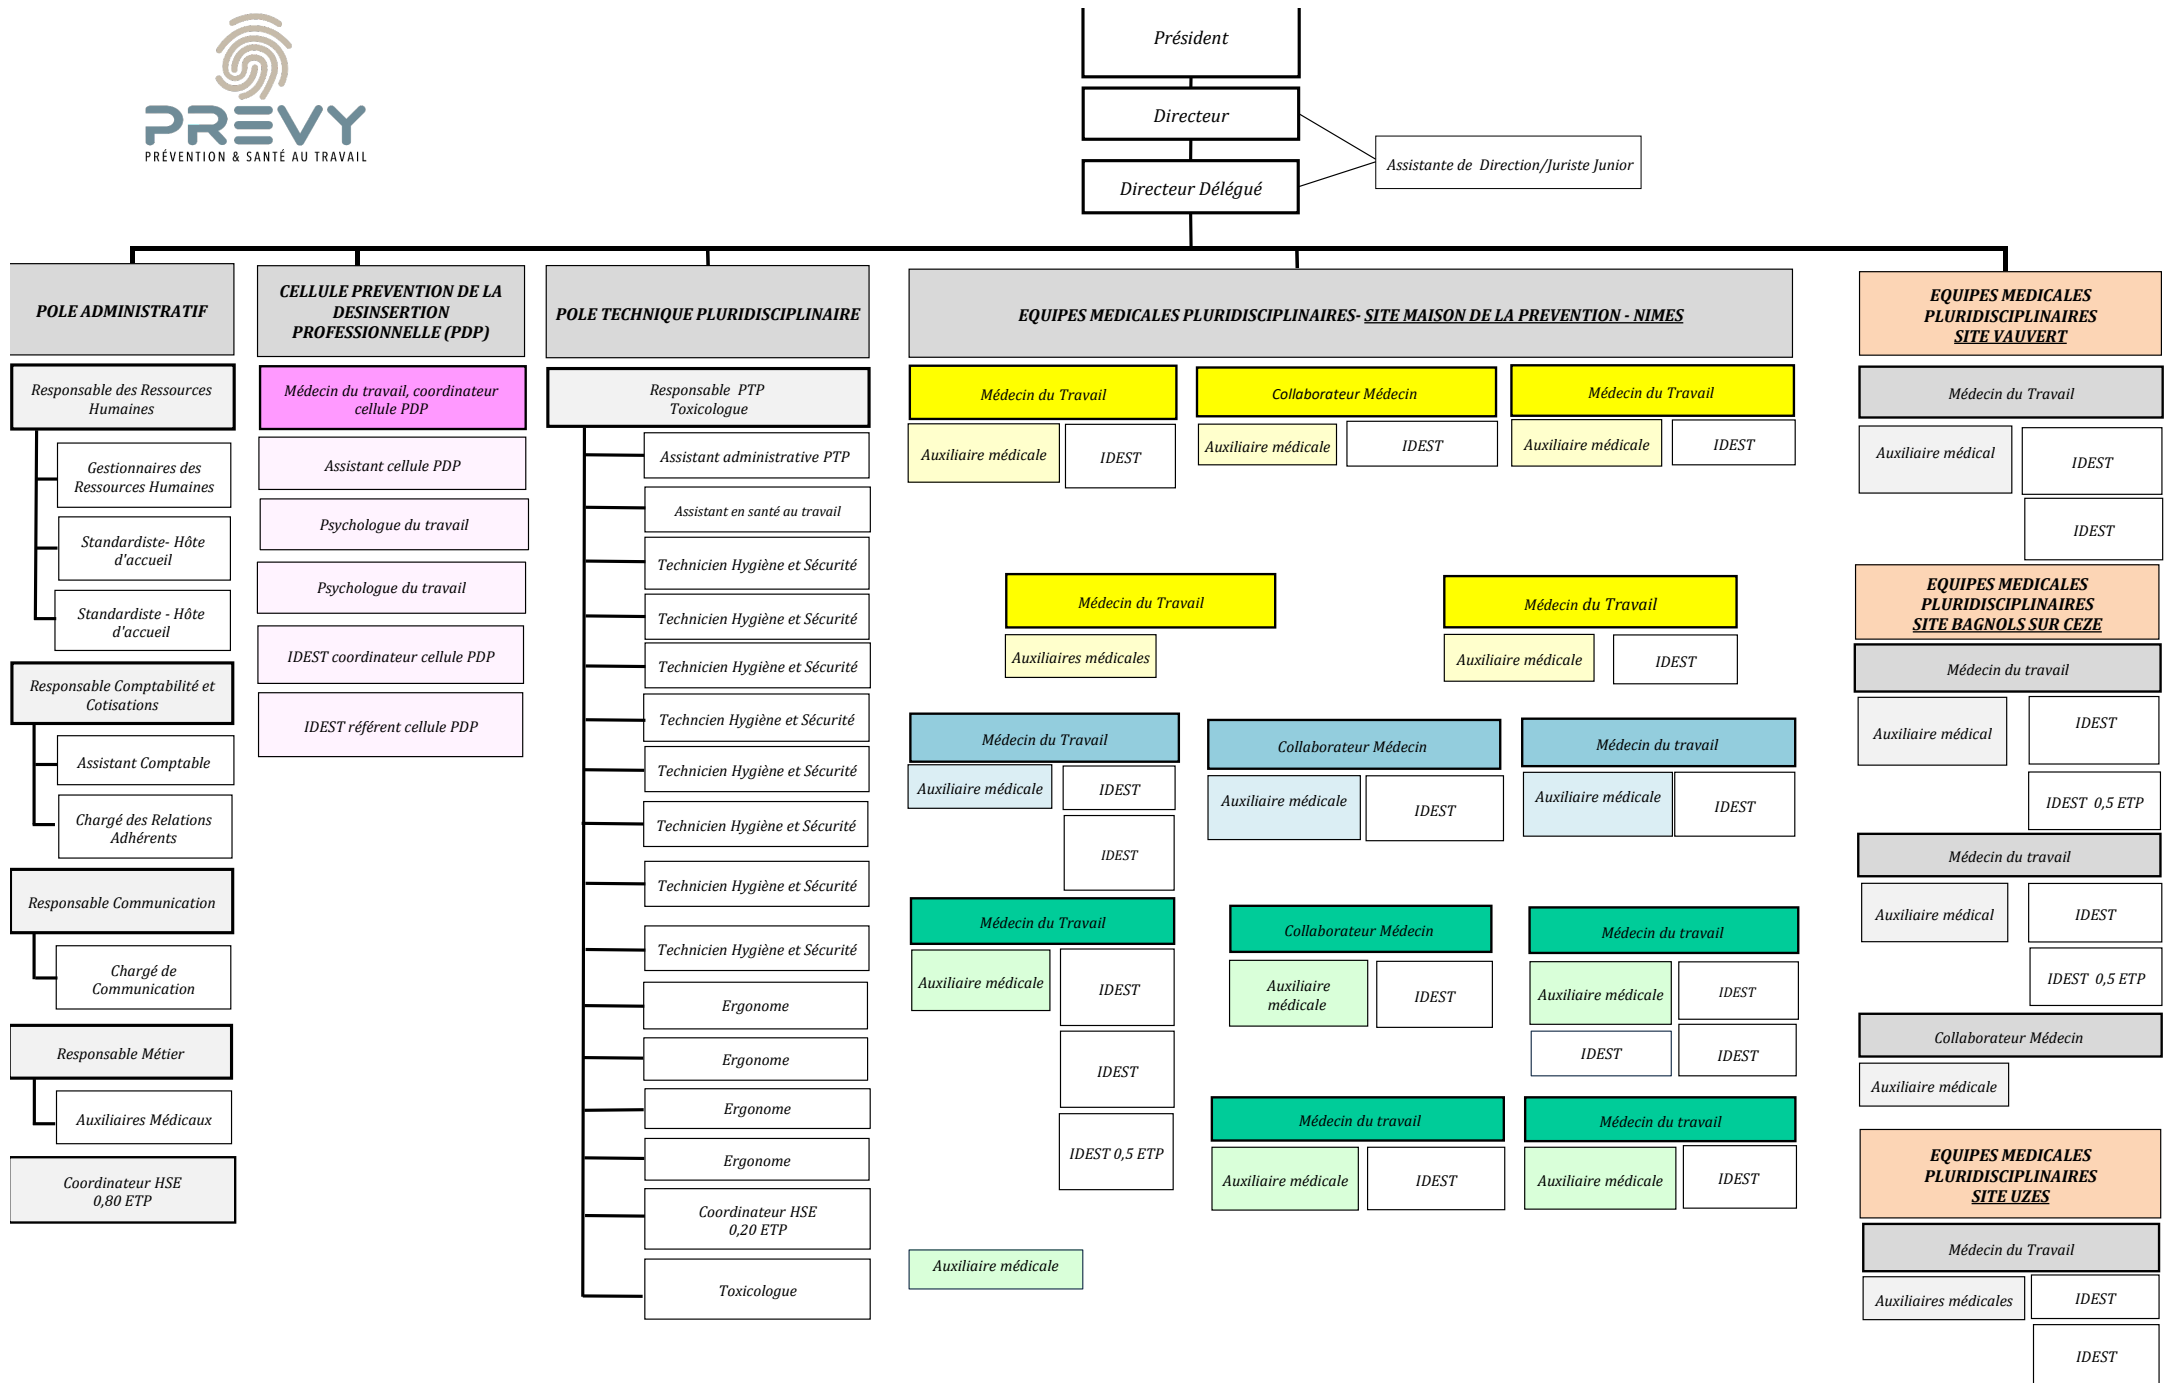 PREVY
PRÉVENTION & SANTÉ AU TRAVAIL
Président
Directeur
Directeur Délégué
Assistante de Direction/Juriste Junior
POLE ADMINISTRATIF
Responsable des Ressources
Humaines
Gestionnaires des
Ressources Humaines
Standardiste- Hôte
d'accueil
Standardiste - Hôte
d'accueil
Responsable Comptabilité et
Cotisations
Assistant Comptable
Chargé des Relations
Adhérents
Responsable Communication
Chargé de
Communication
Responsable Métier
Auxiliaires Médicaux
Coordinateur HSE
0,80 ETP
CELLULE PREVENTION DE LA
DESINSERTION
PROFESSIONNELLE (PDP)
Médecin du travail, coordinateur
cellule PDP
Assistant cellule PDP
Psychologue du travail
Psychologue du travail
IDEST coordinateur cellule PDP
IDEST référent cellule PDP
POLE TECHNIQUE PLURIDISCIPLINAIRE
Responsable PTP
Toxicologue
Assistant administrative PTP
Assistant en santé au travail
Technicien Hygiène et Sécurité
Technicien Hygiène et Sécurité
Technicien Hygiène et Sécurité
Techncien Hygiène et Sécurité
Technicien Hygiène et Sécurité
Technicien Hygiène et Sécurité
Technicien Hygiène et Sécurité
Technicien Hygiène et Sécurité
Ergonome
Ergonome
Ergonome
Ergonome
Coordinateur HSE
0,20 ETP
Toxicologue
EQUIPES MEDICALES PLURIDISCIPLINAIRES- SITE MAISON DE LA PREVENTION - NIMES
Médecin du Travail
Auxiliaire médicale
IDEST
Collaborateur Médecin
Auxiliaire médicale
IDEST
Médecin du Travail
Auxiliaire médicale
IDEST
Médecin du Travail
Auxiliaires médicales
Médecin du Travail
Auxiliaire médicale
IDEST
Médecin du Travail
Auxiliaire médicale
IDEST
IDEST
Collaborateur Médecin
Auxiliaire médicale
IDEST
Médecin du travail
Auxiliaire médicale
IDEST
Médecin du Travail
Auxiliaire médicale
IDEST
IDEST
IDEST 0,5 ETP
Collaborateur Médecin
Auxiliaire
médicale
IDEST
Médecin du travail
Auxiliaire médicale
IDEST
IDEST
IDEST
Médecin du travail
Auxiliaire médicale
IDEST
Médecin du travail
Auxiliaire médicale
IDEST
Auxiliaire médicale
EQUIPES MEDICALES
PLURIDISCIPLINAIRES
SITE VAUVERT
Médecin du Travail
Auxiliaire médical
IDEST
IDEST
EQUIPES MEDICALES
PLURIDISCIPLINAIRES
SITE BAGNOLS SUR CEZE
Médecin du travail
Auxiliaire médical
IDEST
IDEST 0,5 ETP
Médecin du travail
Auxiliaire médical
IDEST
IDEST 0,5 ETP
Collaborateur Médecin
Auxiliaire médicale
EQUIPES MEDICALES
PLURIDISCIPLINAIRES
SITE UZES
Médecin du Travail
Auxiliaires médicales
IDEST
IDEST